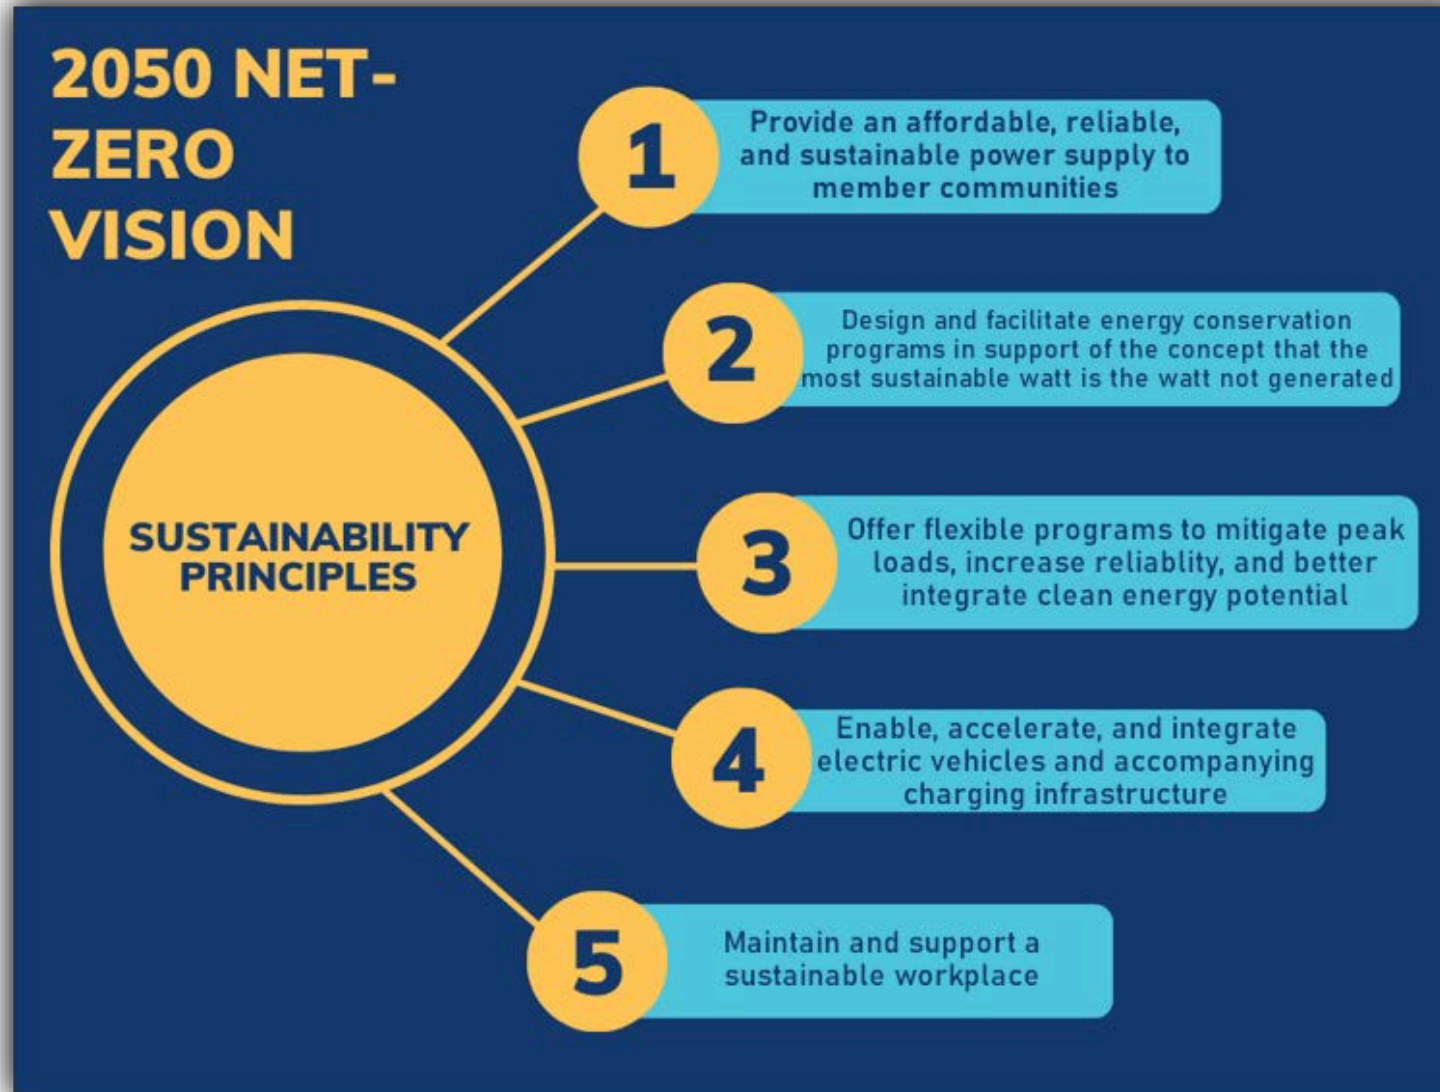 2050 NET-
ZERO
VISION
SUSTAINABILITY
PRINCIPLES
1
Provide an affordable, reliable,
and sustainable power supply to
member communities
2
Design and facilitate energy conservation
programs in support of the concept that the
most sustainable watt is the watt not generated
3
Offer flexible programs to mitigate peak
loads, increase reliablity, and better
integrate clean energy potential
4
Enable, accelerate, and integrate
electric vehicles and accompanying
charging infrastructure
5
Maintain and support a
sustainable workplace